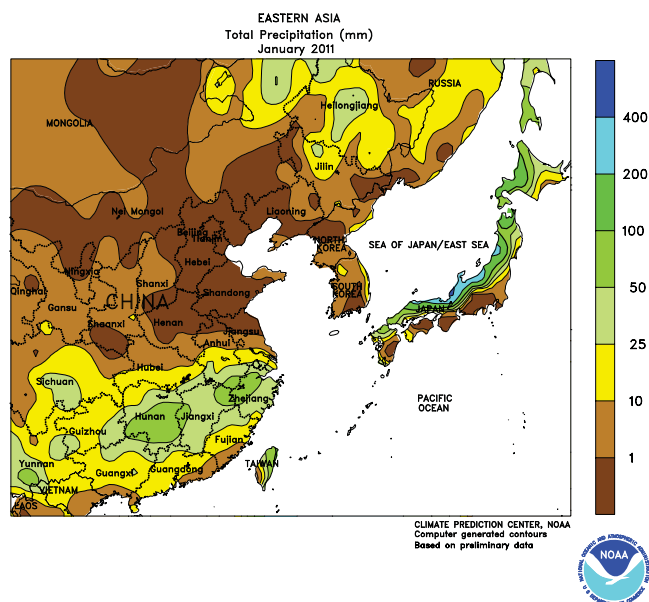 EASTERN ASIA
Total Precipitation (mm)
January 2011
RUSSIA
Heilongjiang
MONGOLIA
Jilin
Nei Mongol
Liaoning
Beijing
Tianjin
NORTH
KOREA
SEA OF JAPAN/EAST SEA
Hebei
Ningxia
Qinghai
Shanxi
SOUTH
KOREA
Shandong
CHINA
Gansu
JAPAN
Shaanxi
Henan
Jiangsu
Anhui
Hubei
Sichuan
Zhejiang
PACIFIC
OCEAN
Hunan
Jiangxi
Guizhou
Fujian
Yunnan
Guangxi
Guangdong
TAIWAN
VIETNAM
LAOS
400
200
100
50
25
10
1
CLIMATE PREDICTION CENTER, NOAA
Computer generated contours
Based on preliminary data
NOAA